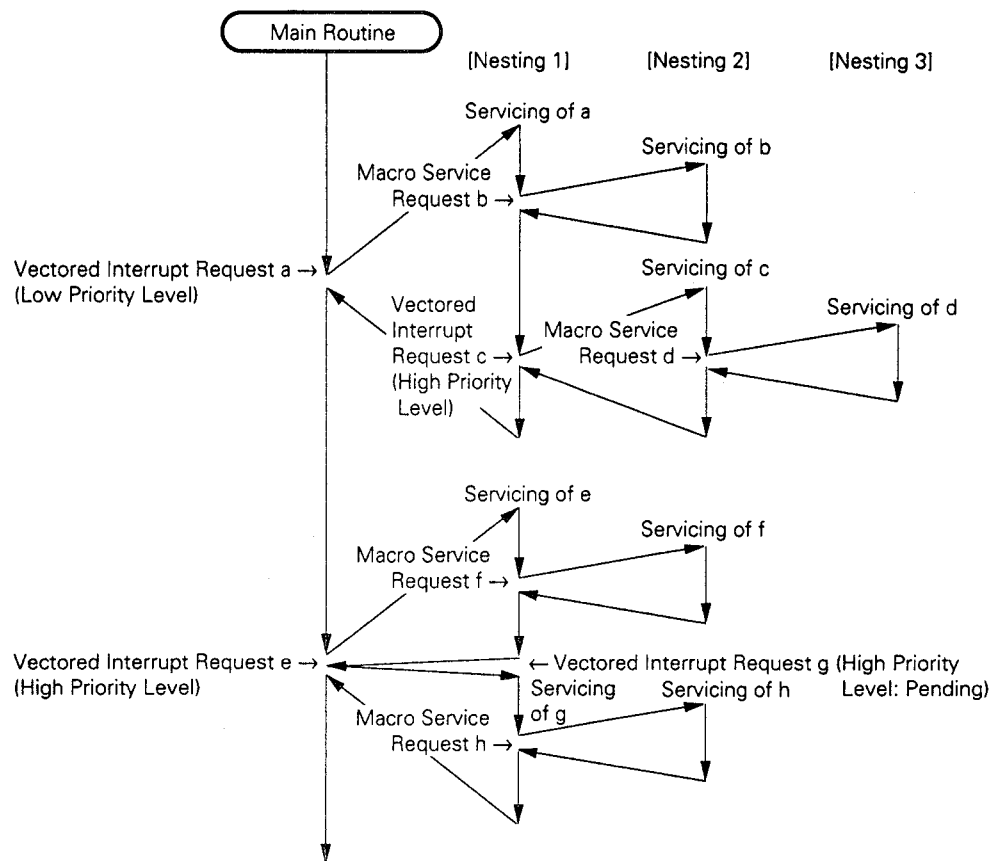 Main Routine
[Nesting 1] [Nesting 2] [Nesting 3]
Servicing of a
Macro Service
Request b →
Servicing of b
Vectored Interrupt Request a →
(Low Priority Level)
Servicing of c
Vectored
Interrupt
Request c →
(High Priority
Level)
Macro Service
Request d →
Servicing of d
Servicing of e
Macro Service
Request f →
Servicing of f
Vectored Interrupt Request e →
(High Priority Level)
← Vectored Interrupt Request g (High Priority
Level: Pending)
Servicing
of g
Servicing of h
Macro Service
Request h →